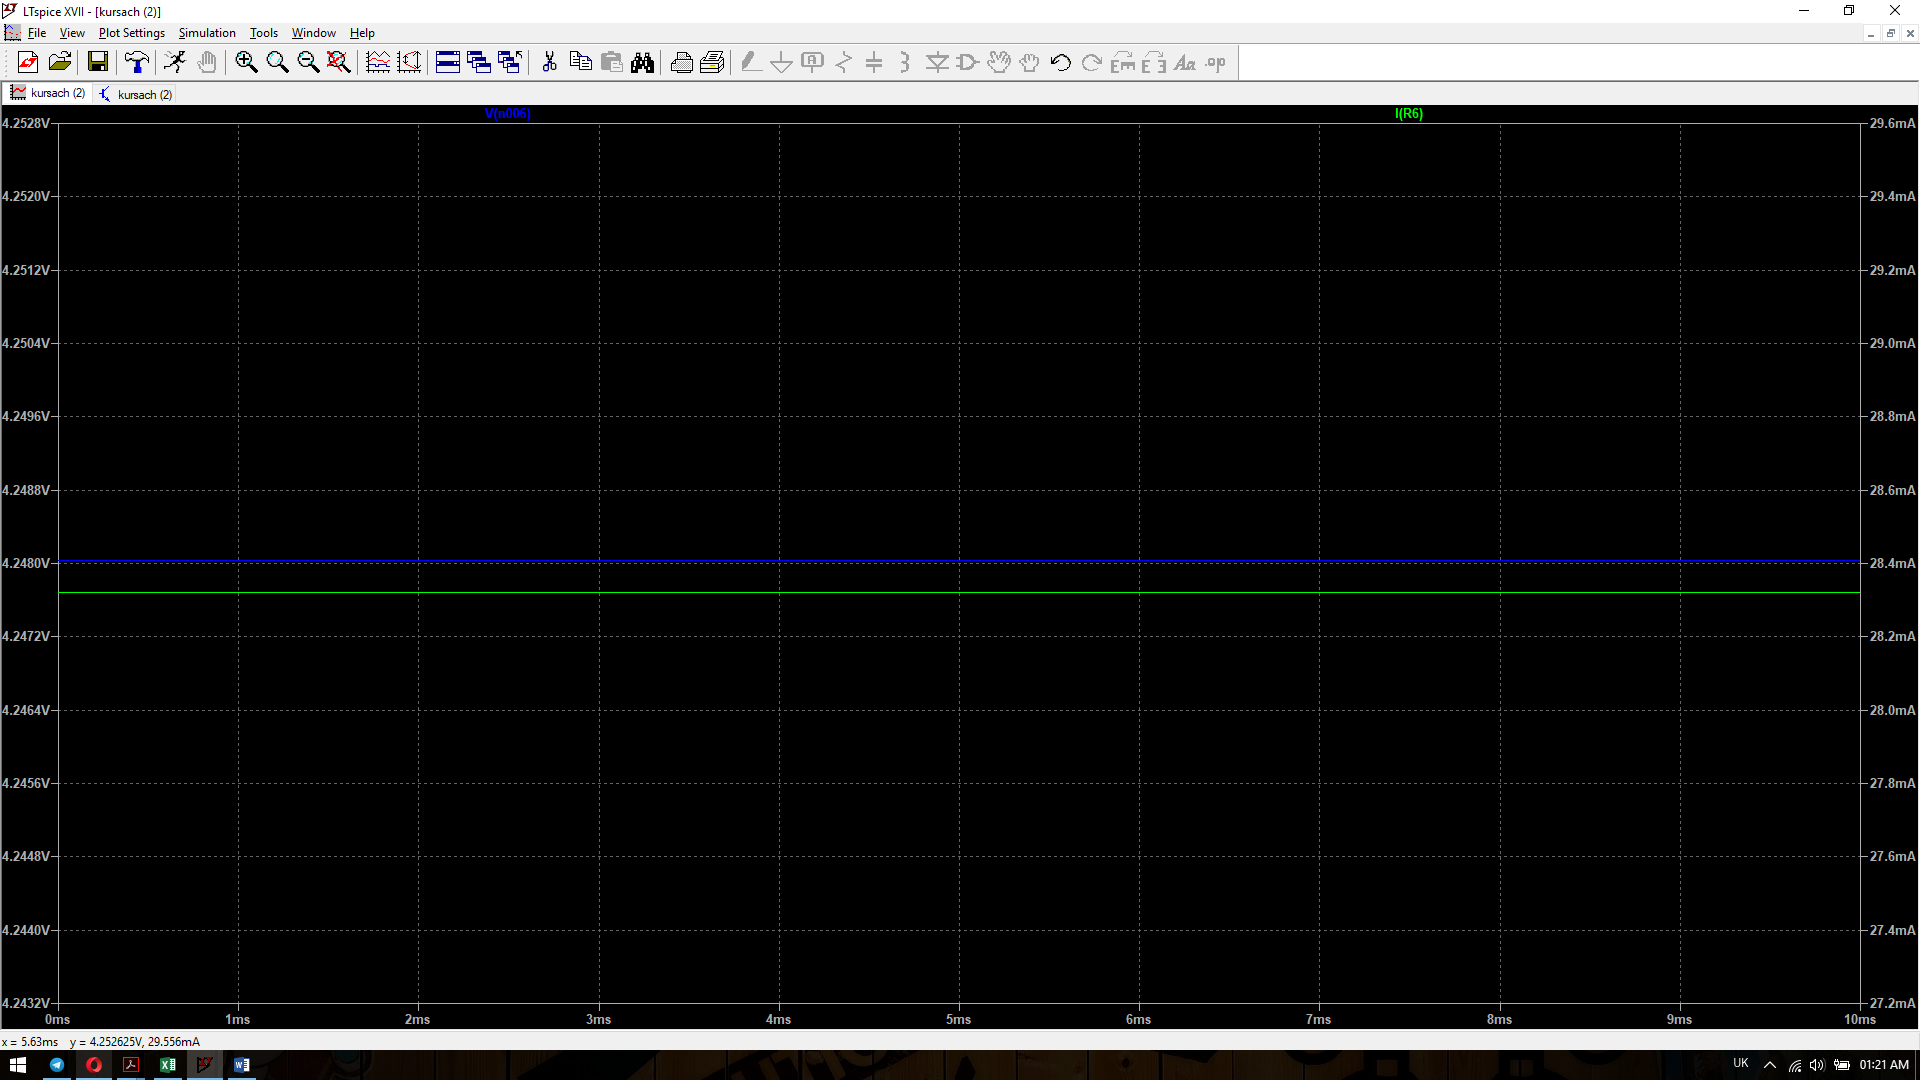 LTspice XVII - [kursach (2)]
File View Plot Settings Simulation Tools Window Help
kursach (2) kursach (2)
V(n006) I(R6)
4.2528V 29.6mA
4.2520V 29.4mA
4.2512V 29.2mA
4.2504V 29.0mA
4.2496V 28.8mA
4.2488V 28.6mA
4.2480V 28.4mA
4.2472V 28.2mA
4.2464V 28.0mA
4.2456V 27.8mA
4.2448V 27.6mA
4.2440V 27.4mA
4.2432V 27.2mA
0ms 1ms 2ms 3ms 4ms 5ms 6ms 7ms 8ms 9ms 10ms
x = 5.63ms y = 4.252625V, 29.556mA
UK 01:21 AM